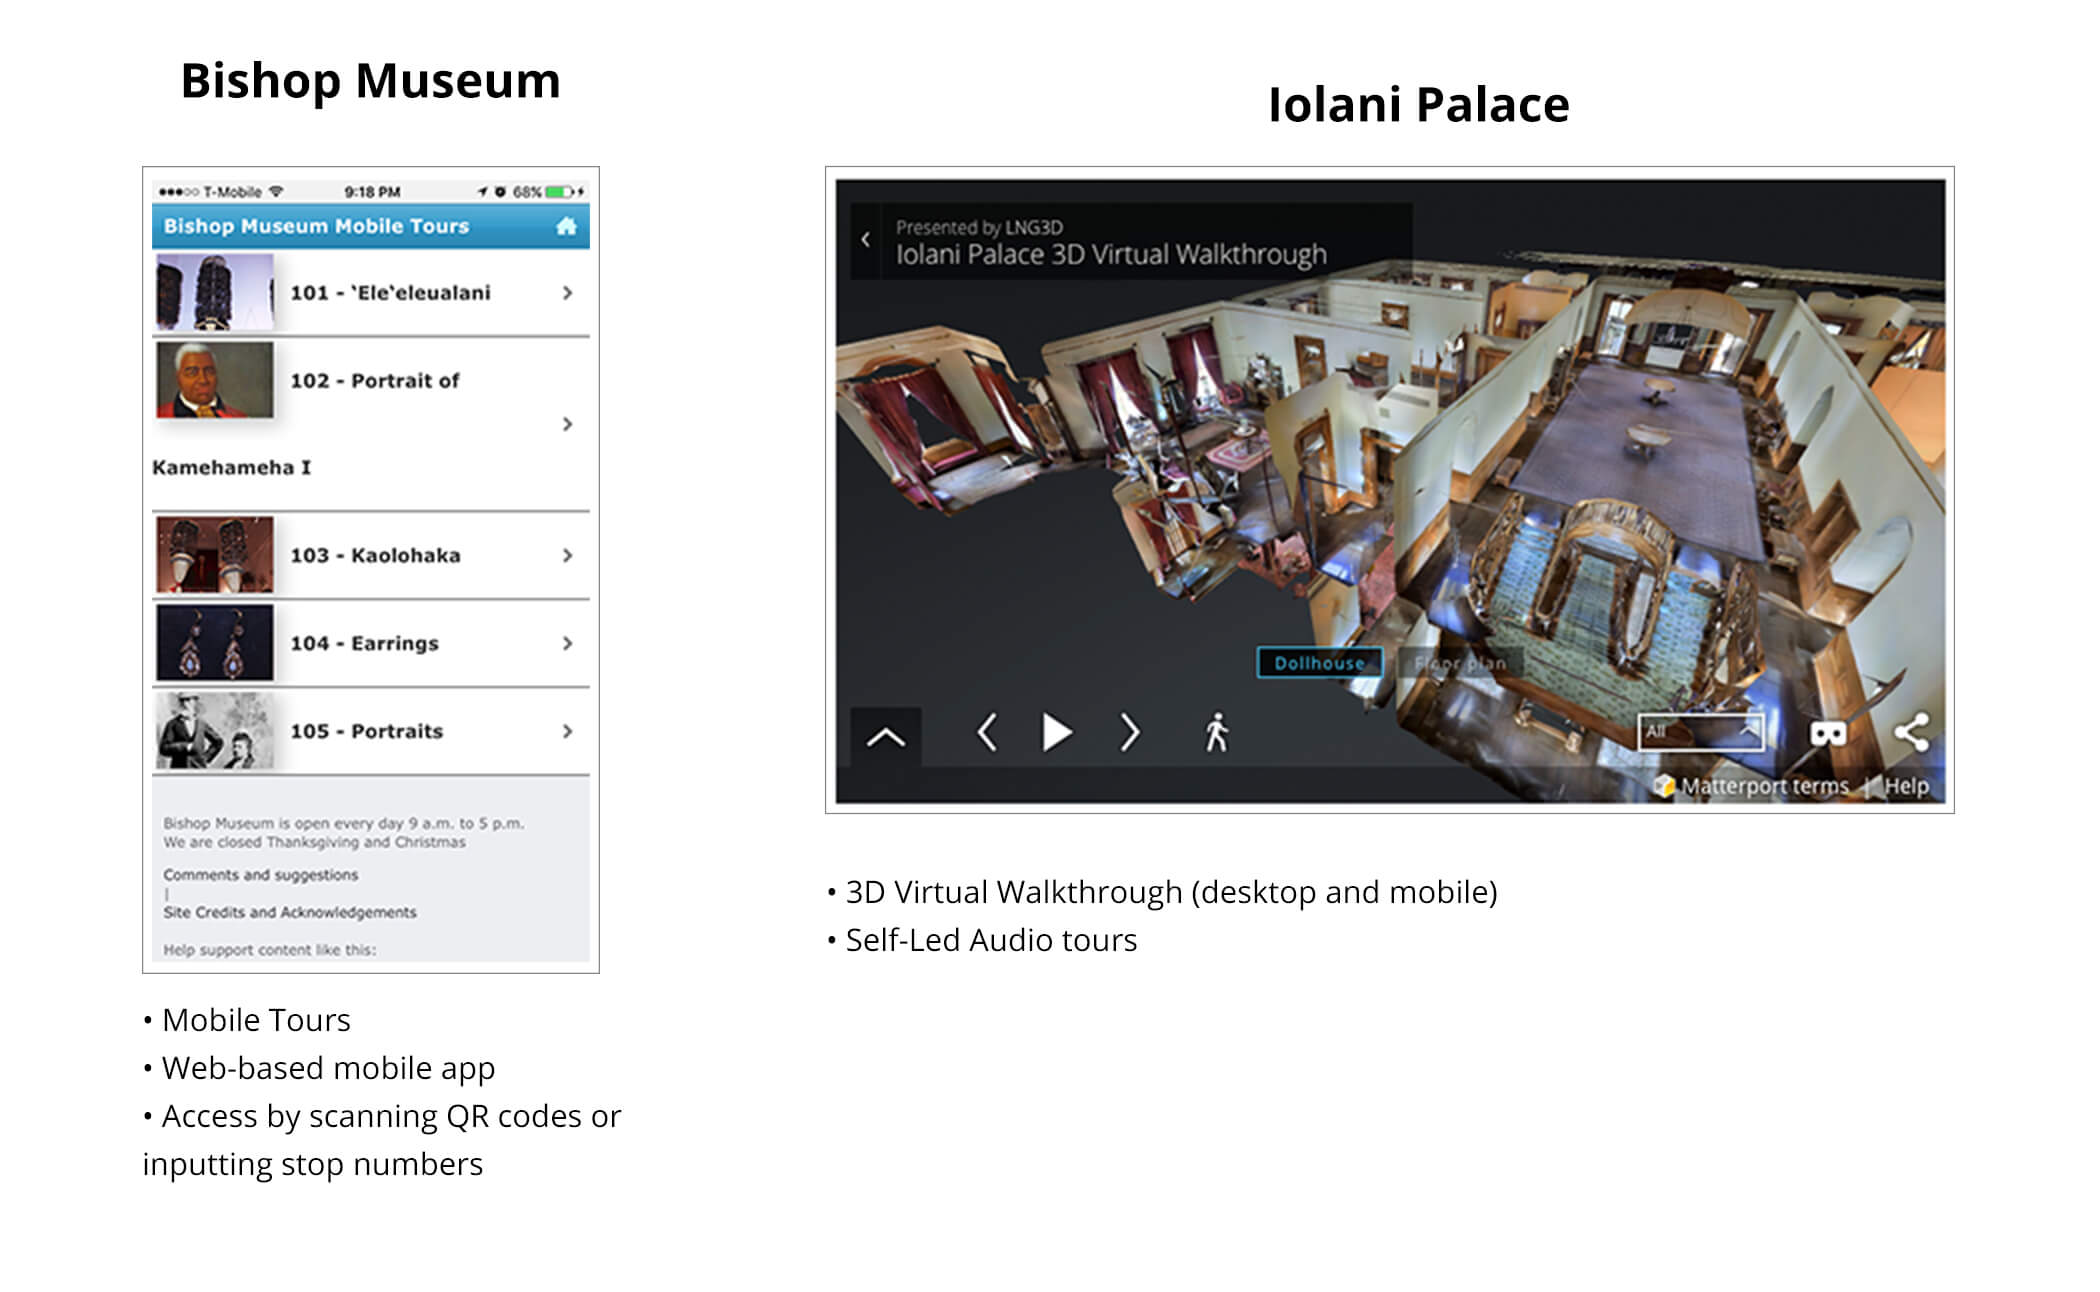 Bishop Museum
T-Mobile 9:18 PM 68%
Bishop Museum Mobile Tours
101 - ‘Ele‘eleualani
102 - Portrait of
Kamehameha I
103 - Kaolohaka
104 - Earrings
105 - Portraits
Bishop Museum is open every day 9 a.m. to 5 p.m.
We are closed Thanksgiving and Christmas
Comments and suggestions
|
Site Credits and Acknowledgements
Help support content like this:
• Mobile Tours
• Web-based mobile app
• Access by scanning QR codes or
inputting stop numbers
Iolani Palace
Presented by LNG3D
Iolani Palace 3D Virtual Walkthrough
Dollhouse Floor plan
All
Matterport terms | Help
• 3D Virtual Walkthrough (desktop and mobile)
• Self-Led Audio tours